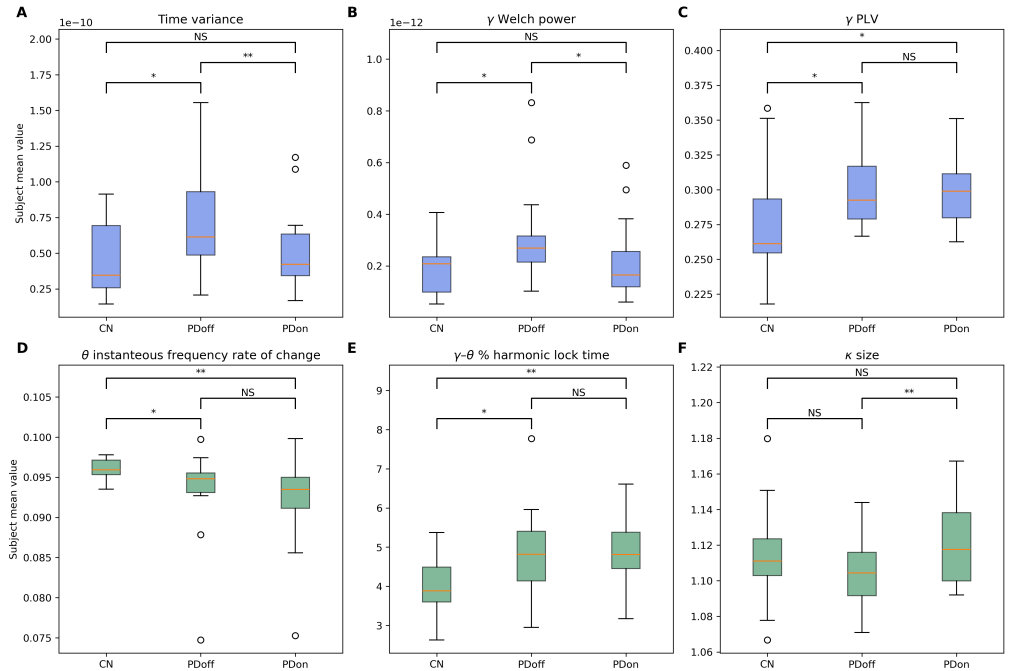 A
Time variance
1e−10
2.00
1.75
1.50
1.25
1.00
0.75
0.50
0.25
Subject mean value
NS
**
*
CN
PDoff
PDon
B
γ Welch power
1e−12
1.0
0.8
0.6
0.4
0.2
NS
*
*
CN
PDoff
PDon
C
γ PLV
0.400
0.375
0.350
0.325
0.300
0.275
0.250
0.225
*
NS
*
CN
PDoff
PDon
D
θ instanteous frequency rate of change
0.105
0.100
0.095
0.090
0.085
0.080
0.075
Subject mean value
**
NS
*
CN
PDoff
PDon
E
γ–θ % harmonic lock time
9
8
7
6
5
4
3
**
NS
*
CN
PDoff
PDon
F
κ size
1.22
1.20
1.18
1.16
1.14
1.12
1.10
1.08
1.06
NS
**
NS
CN
PDoff
PDon